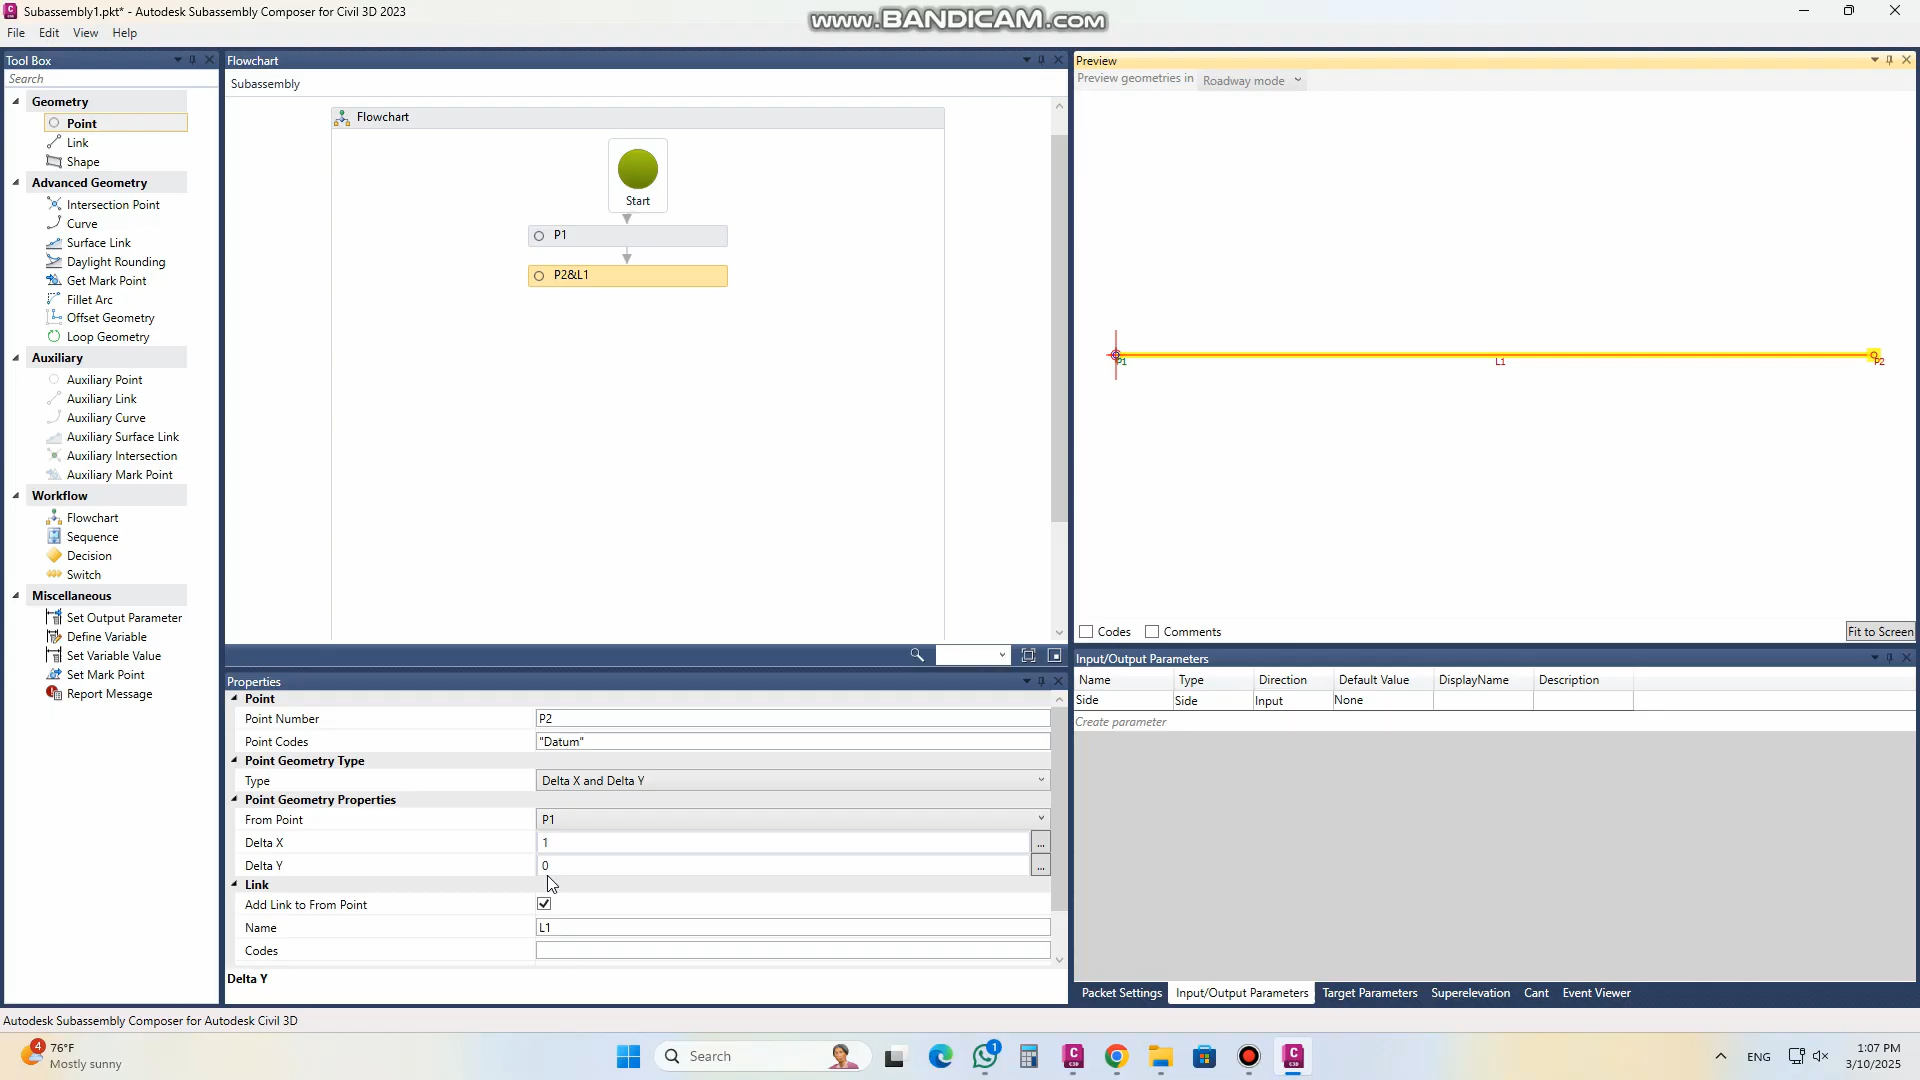 Subassembly1.pkt* - Autodesk Subassembly Composer for Civil 3D 2023
www.BANDICAM.com
File Edit View Help
Tool Box
Search
Geometry
Point
Link
Shape
Advanced Geometry
Intersection Point
Curve
Surface Link
Daylight Rounding
Get Mark Point
Fillet Arc
Offset Geometry
Loop Geometry
Auxiliary
Auxiliary Point
Auxiliary Link
Auxiliary Curve
Auxiliary Surface Link
Auxiliary Intersection
Auxiliary Mark Point
Workflow
Flowchart
Sequence
Decision
Switch
Miscellaneous
Set Output Parameter
Define Variable
Set Variable Value
Set Mark Point
Report Message
Flowchart
Subassembly
Flowchart
Start
P1
P2&L1
Properties
Point
Point Number P2
Point Codes "Datum"
Point Geometry Type
Type Delta X and Delta Y
Point Geometry Properties
From Point P1
Delta X 1 ...
Delta Y 0 ...
Link
Add Link to From Point
Name L1
Codes
Delta Y
Preview
Preview geometries in Roadway mode
P1 L1 P2
Codes Comments Fit to Screen
Input/Output Parameters
Name Type Direction Default Value DisplayName Description
Side Side Input None
Create parameter
Packet Settings Input/Output Parameters Target Parameters Superelevation Cant Event Viewer
Autodesk Subassembly Composer for Autodesk Civil 3D
4
76°F
Mostly sunny
Search
1
ENG
1:07 PM
3/10/2025